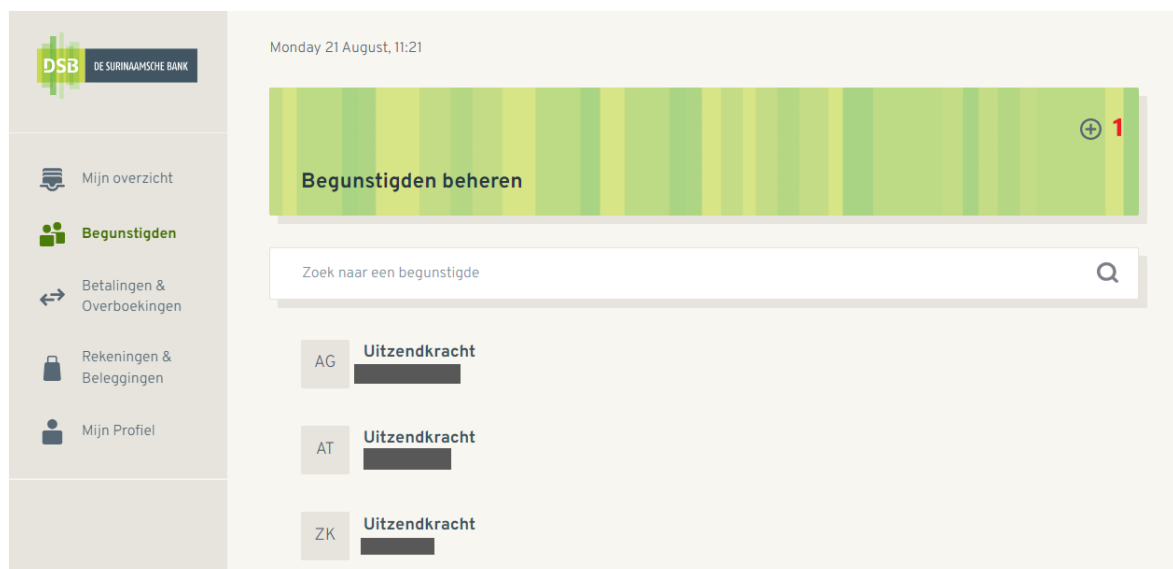 DSB DE SURINAAMSCHE BANK
Monday 21 August, 11:21
1
Begunstigden beheren
Mijn overzicht
Begunstigden
Betalingen &
Overboekingen
Rekeningen &
Beleggingen
Mijn Profiel
Zoek naar een begunstigde
AG
Uitzendkracht
AT
Uitzendkracht
ZK
Uitzendkracht